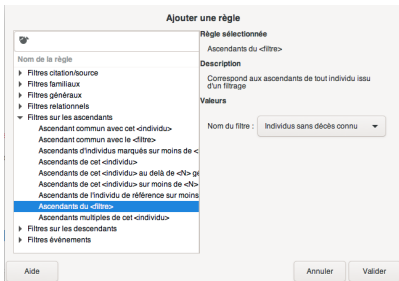 Ajouter une règle
Nom de la règle
Filtres citation/source
Filtres familiaux
Filtres généraux
Filtres relationnels
Filtres sur les ascendants
Ascendant commun avec cet <individu>
Ascendant commun avec le <filtre>
Ascendants d'individus marqués sur moins de <
Ascendants de cet <individu>
Ascendants de cet <individu> au delà de <N> gé
Ascendants de cet <individu> sur moins de <N>
Ascendants de l'individu de référence sur moins
Ascendants du <filtre>
Ascendants multiples de cet <individu>
Filtres sur les descendants
Filtres événements
Règle sélectionnée
Ascendants du <filtre>
Description
Correspond aux ascendants de tout individu issu
d'un filtrage
Valeurs
Nom du filtre : Individus sans décès connu
Aide Annuler Valider